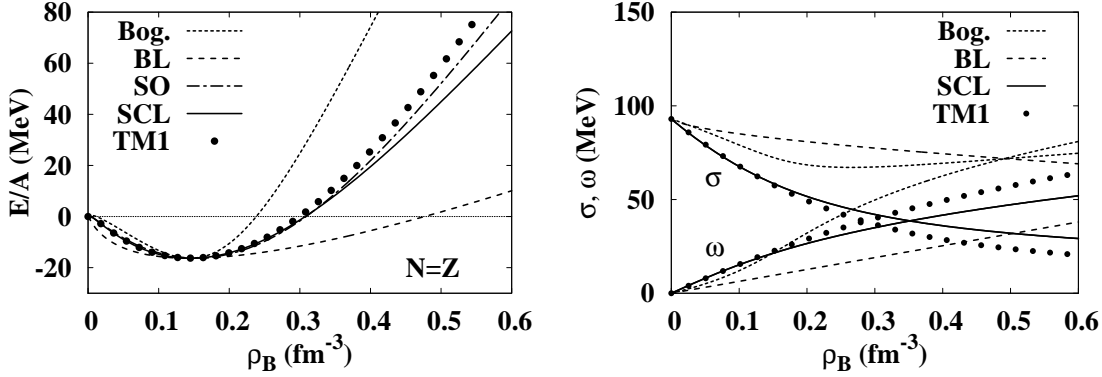 E/A (MeV)
80
60
40
20
0
-20
Bog.
BL
SO
SCL
TM1
N=Z
0 0.1 0.2 0.3 0.4 0.5 0.6
ρB (fm-3)
σ, ω (MeV)
150
100
50
0
Bog.
BL
SCL
TM1
σ
ω
0 0.1 0.2 0.3 0.4 0.5 0.6
ρB (fm-3)